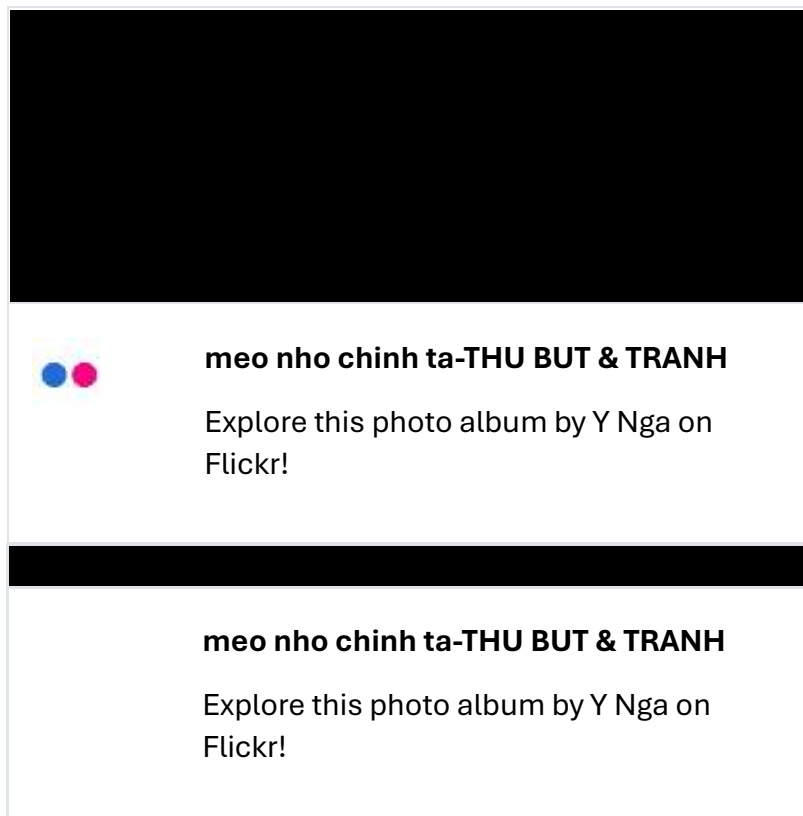 meo nho chinh ta-THU BUT & TRANH
Explore this photo album by Y Nga on
Flickr!
meo nho chinh ta-THU BUT & TRANH
Explore this photo album by Y Nga on
Flickr!